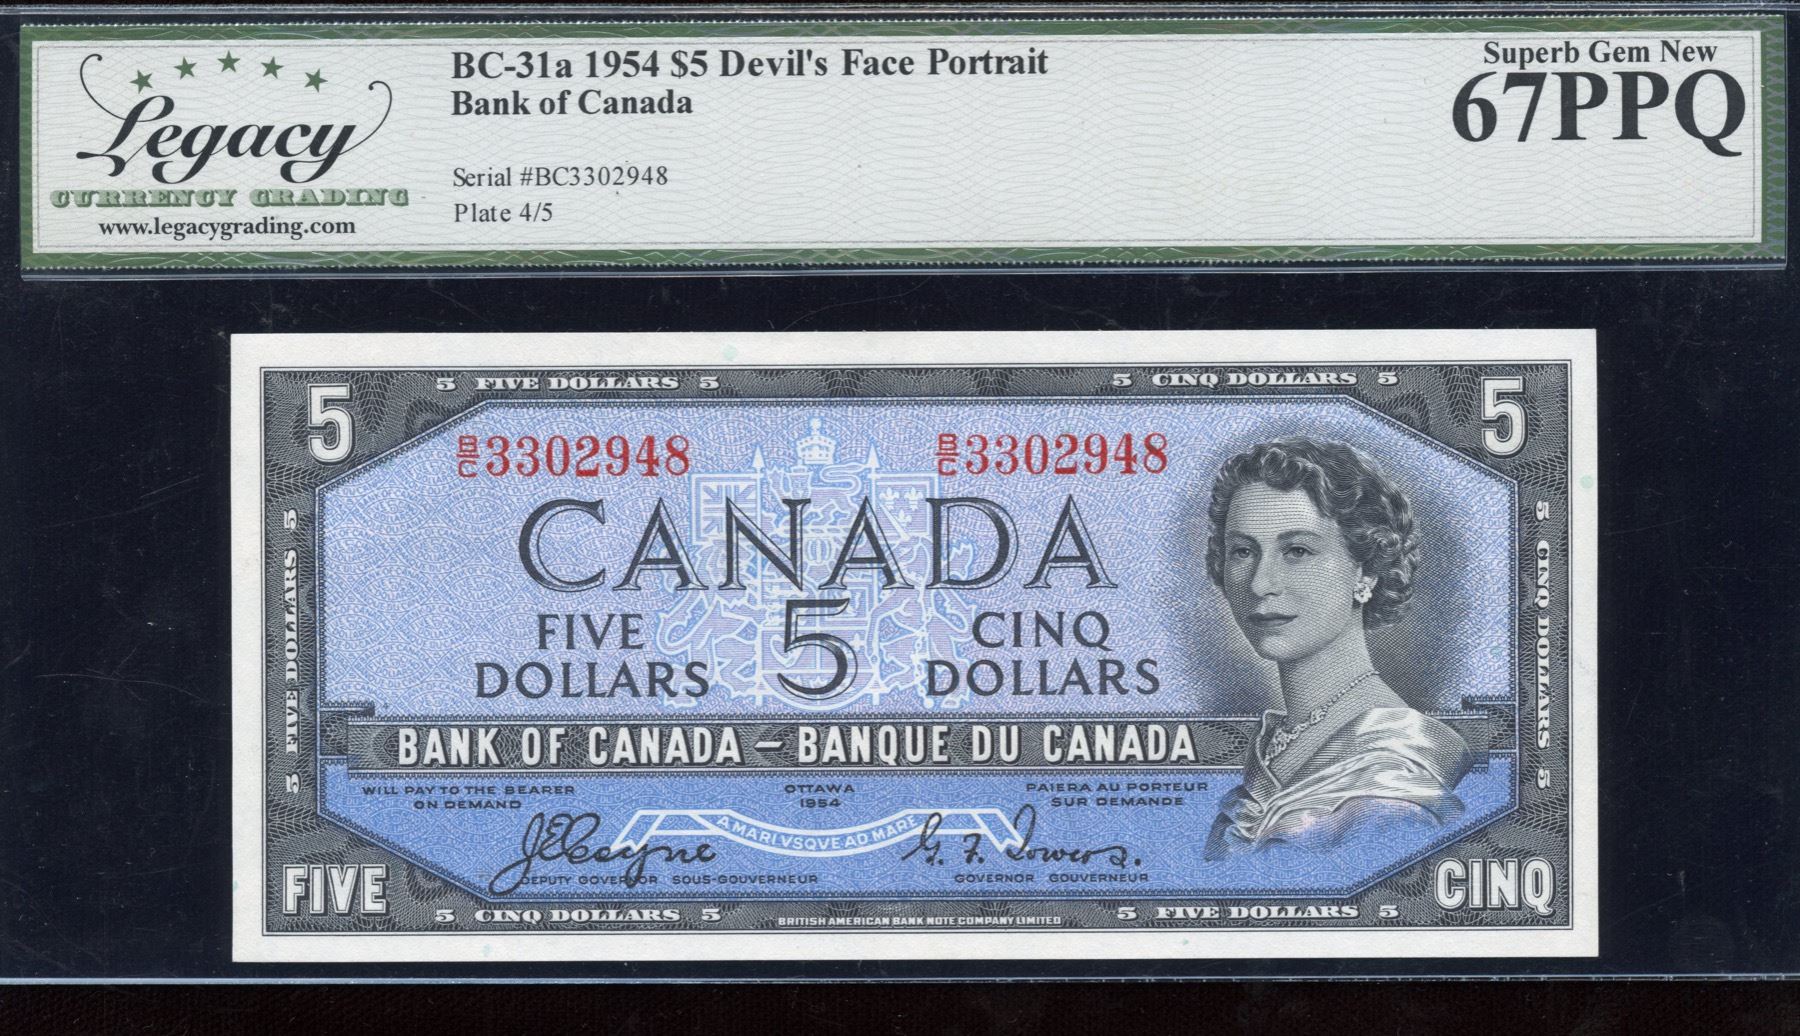 Legacy
CURRENCY GRADING
www.legacygrading.com
BC-31a 1954 $5 Devil's Face Portrait
Bank of Canada
Serial #BC3302948
Plate 4/5
Superb Gem New
67PPQ
5 FIVE DOLLARS 5
5 CINQ DOLLARS 5
5
5
B/C 3302948
B/C 3302948
CANADA
FIVE
DOLLARS
5
CINQ
DOLLARS
5 FIVE DOLLARS 5
5 CINQ DOLLARS 5
BANK OF CANADA – BANQUE DU CANADA
WILL PAY TO THE BEARER
ON DEMAND
OTTAWA
1954
PAIERA AU PORTEUR
SUR DEMANDE
A MARI VSQVE AD MARE
J E Coyne
G. F. Towers.
DEPUTY GOVERNOR SOUS-GOUVERNEUR
GOVERNOR GOUVERNEUR
FIVE
CINQ
5 CINQ DOLLARS 5
BRITISH AMERICAN BANK NOTE COMPANY LIMITED
5 FIVE DOLLARS 5